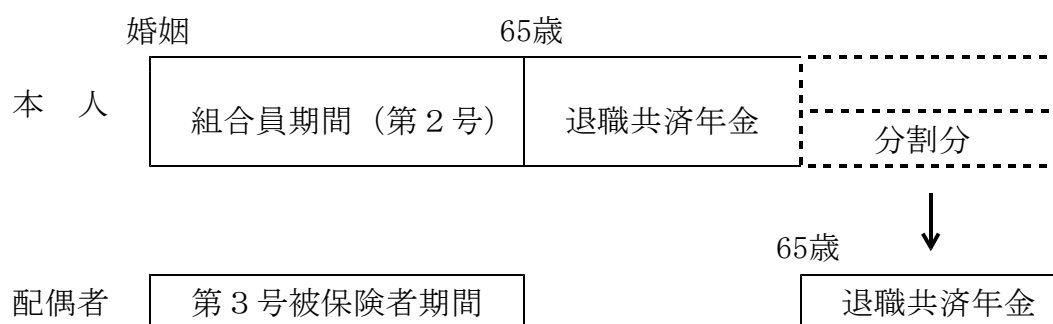 婚姻
65歳
本　人
組合員期間（第２号）
退職共済年金
分割分
65歳
配偶者
第３号被保険者期間
退職共済年金